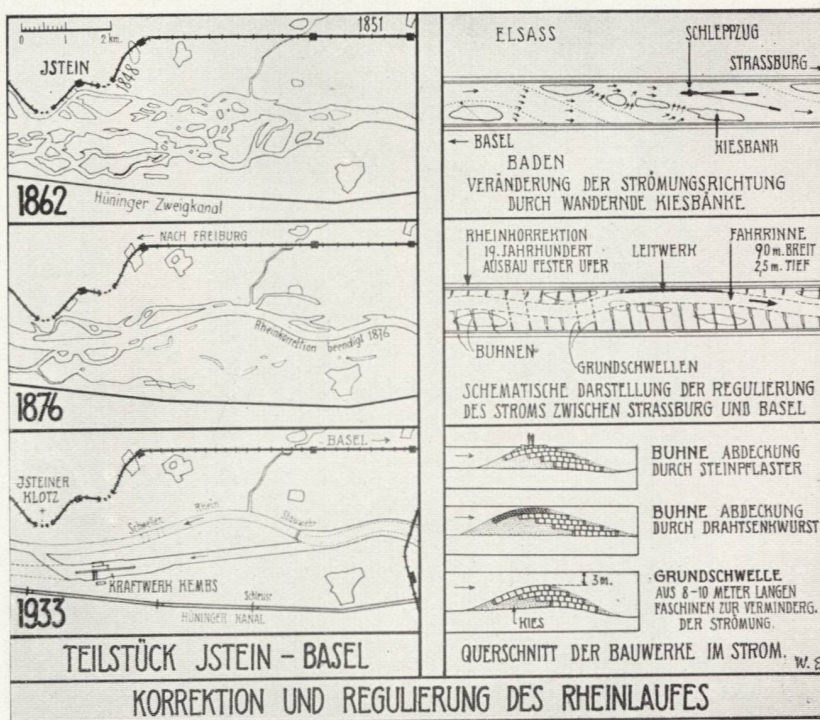 0 1 2 km.
1851
JSTEIN
1848
1862
Hüninger Zweigkanal
← NACH FREIBURG
Rheinkorrektion beendigt 1876
1876
BASEL →
JSTEINER
KLOTZ
Schwellen
Rhein
Stauwehr
KRAFTWERK KEMBS
Schleuse
1933
HÜNINGER KANAL
TEILSTÜCK JSTEIN - BASEL
ELSASS
SCHLEPPZUG
STRASSBURG
← BASEL
KIESBANK
BADEN
VERÄNDERUNG DER STRÖMUNGSRICHTUNG
DURCH WANDERNDE KIESBÄNKE
RHEINKORREKTION
19. JAHRHUNDERT
AUSBAU FESTER UFER
LEITWERK
FAHRRINNE
90 m. BREIT
2,5 m. TIEF
BUHNEN
GRUNDSCHWELLEN
SCHEMATISCHE DARSTELLUNG DER REGULIERUNG
DES STROMS ZWISCHEN STRASSBURG UND BASEL
BUHNE ABDECKUNG
DURCH STEINPFLASTER
BUHNE ABDECKUNG
DURCH DRAHTSENKWURST
3 m.
KIES
GRUNDSCHWELLE
AUS 8-10 METER LANGEN
FASCHINEN ZUR VERMINDERG.
DER STRÖMUNG.
QUERSCHNITT DER BAUWERKE IM STROM.
KORREKTION UND REGULIERUNG DES RHEINLAUFES